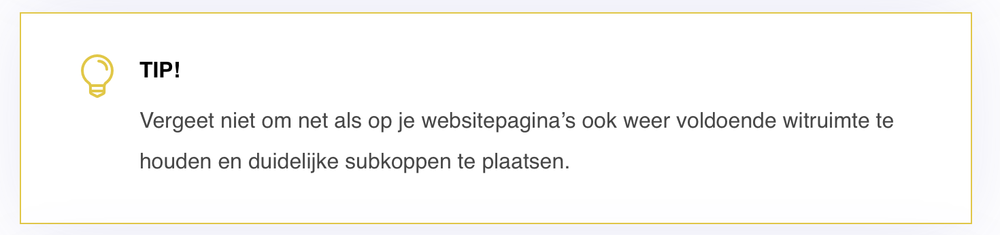 TIP!
Vergeet niet om net als op je websitepagina’s ook weer voldoende witruimte te
houden en duidelijke subkoppen te plaatsen.